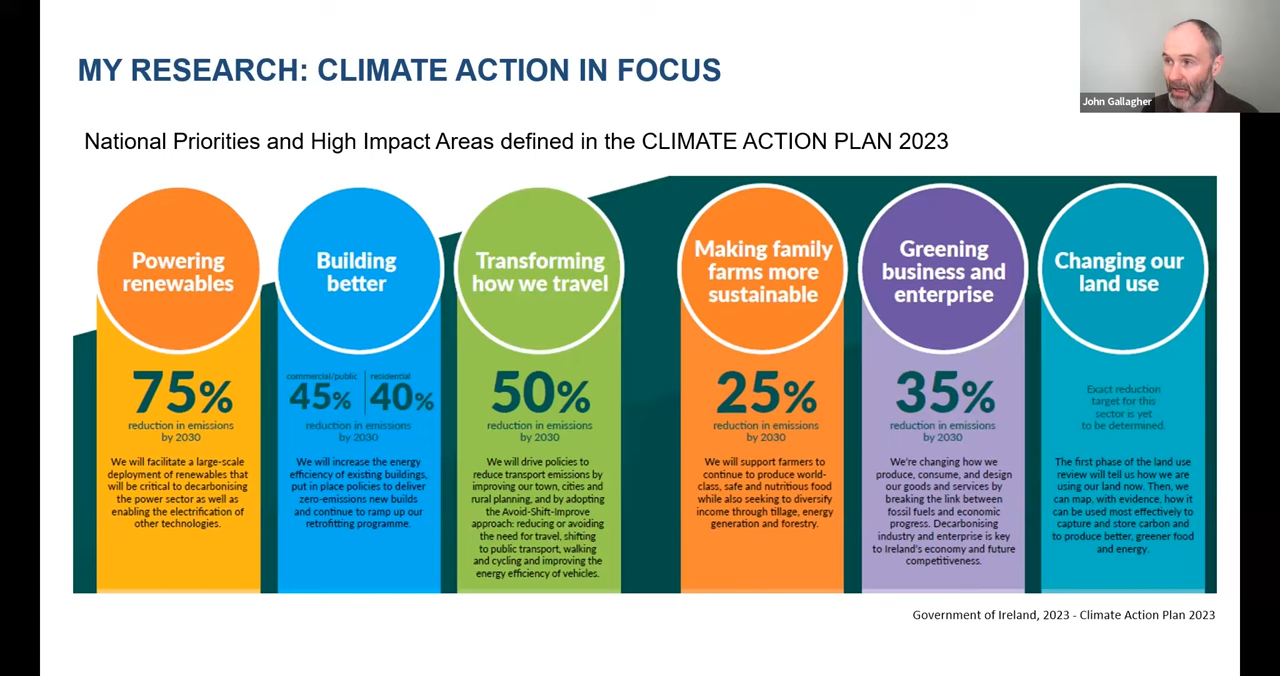 MY RESEARCH: CLIMATE ACTION IN FOCUS
John Gallagher
National Priorities and High Impact Areas defined in the CLIMATE ACTION PLAN 2023
Powering
renewables
75%
reduction in emissions
by 2030
We will facilitate a large-scale
deployment of renewables that
will be critical to decarbonising
the power sector as well as
enabling the electrification of
other technologies.
Building
better
commercial/public
45%
residential
40%
reduction in emissions
by 2030
We will increase the energy
efficiency of existing buildings,
put in place policies to deliver
zero-emissions new builds
and continue to ramp up our
retrofitting programme.
Transforming
how we travel
50%
reduction in emissions
by 2030
We will drive policies to
reduce transport emissions by
improving our town, cities and
rural planning, and by adopting
the Avoid-Shift-Improve
approach: reducing or avoiding
the need for travel, shifting
to public transport, walking
and cycling and improving the
energy efficiency of vehicles.
Making family
farms more
sustainable
25%
reduction in emissions
by 2030
We will support farmers to
continue to produce world-
class, safe and nutritious food
while also seeking to diversify
income through tillage, energy
generation and forestry.
Greening
business and
enterprise
35%
reduction in emissions
by 2030
We're changing how we
produce, consume, and design
our goods and services by
breaking the link between
fossil fuels and economic
progress. Decarbonising
industry and enterprise is key
to Ireland's economy and future
competitiveness.
Changing our
land use
Exact reduction
target for this
sector is yet
to be determined.
The first phase of the land use
review will tell us how we are
using our land now. Then, we
can map, with evidence, how it
can be used most effectively to
capture and store carbon and
to produce better, greener food
and energy.
Government of Ireland, 2023 - Climate Action Plan 2023